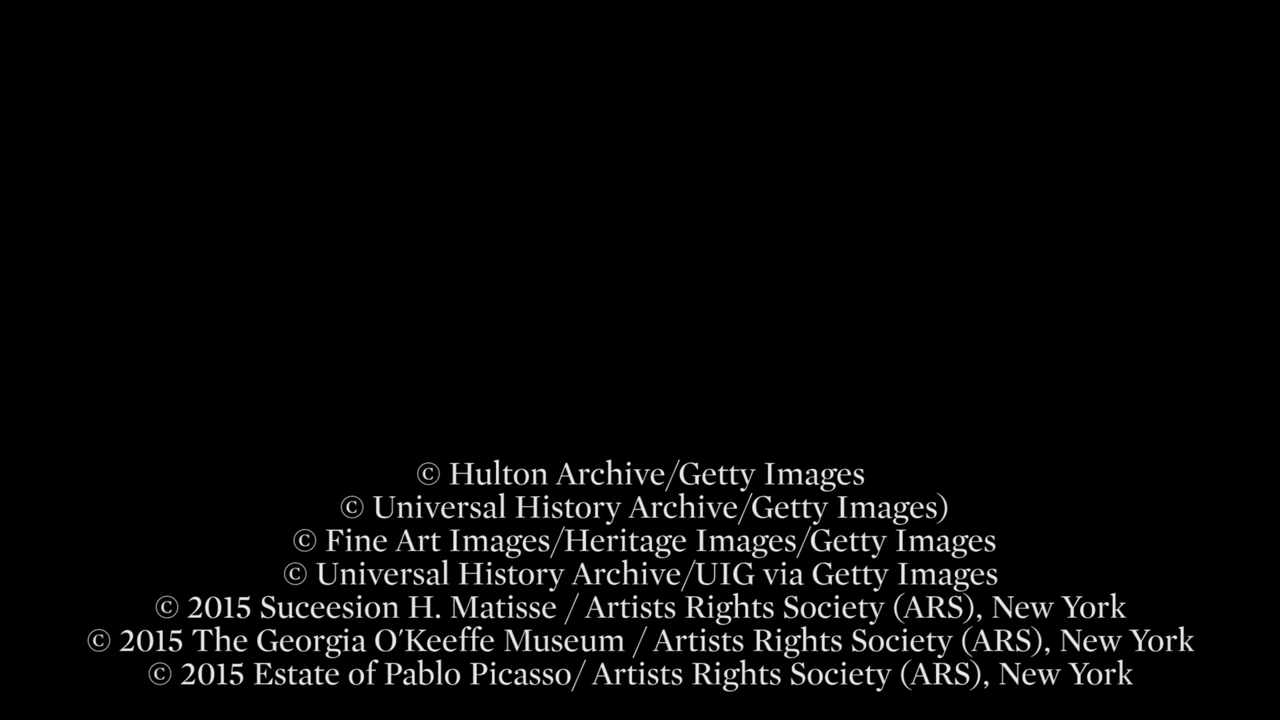 © Hulton Archive/Getty Images
© Universal History Archive/Getty Images)
© Fine Art Images/Heritage Images/Getty Images
© Universal History Archive/UIG via Getty Images
© 2015 Suceesion H. Matisse / Artists Rights Society (ARS), New York
© 2015 The Georgia O'Keeffe Museum / Artists Rights Society (ARS), New York
© 2015 Estate of Pablo Picasso/ Artists Rights Society (ARS), New York